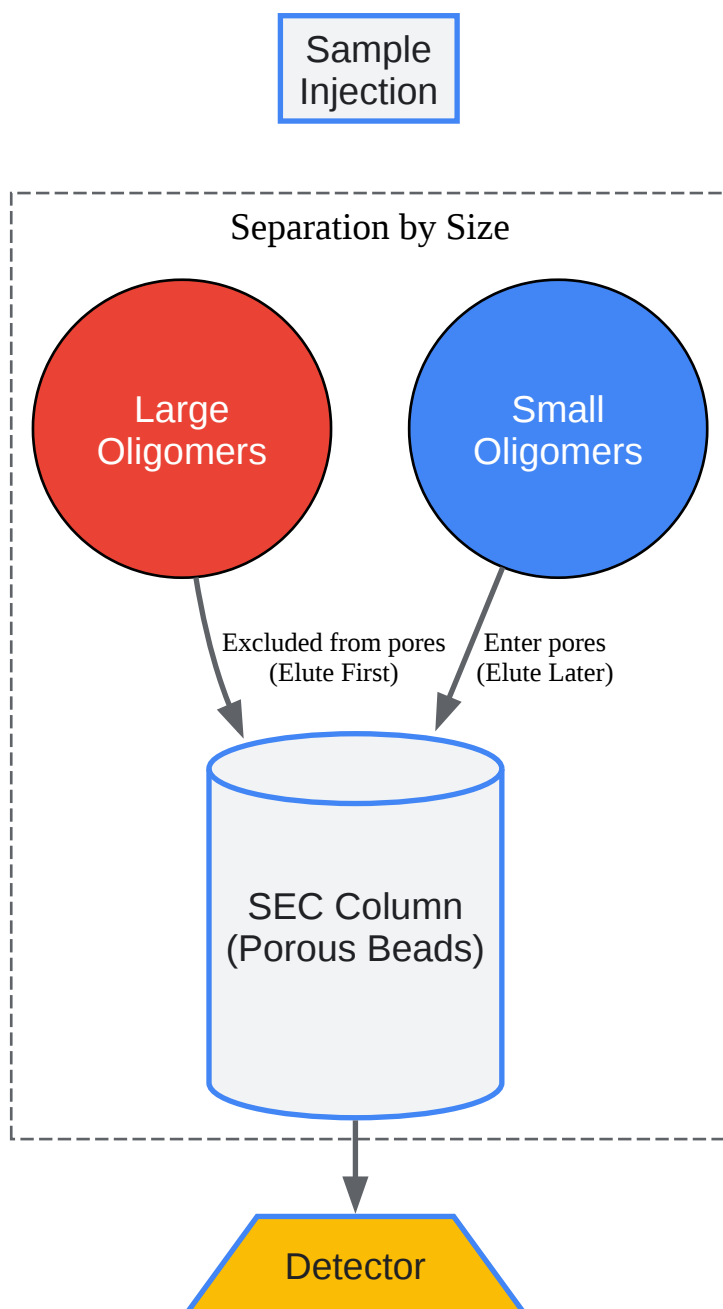 Sample
Injection
Separation by Size
Large
Oligomers
Small
Oligomers
Excluded from pores
(Elute First)
Enter pores
(Elute Later)
SEC Column
(Porous Beads)
Detector